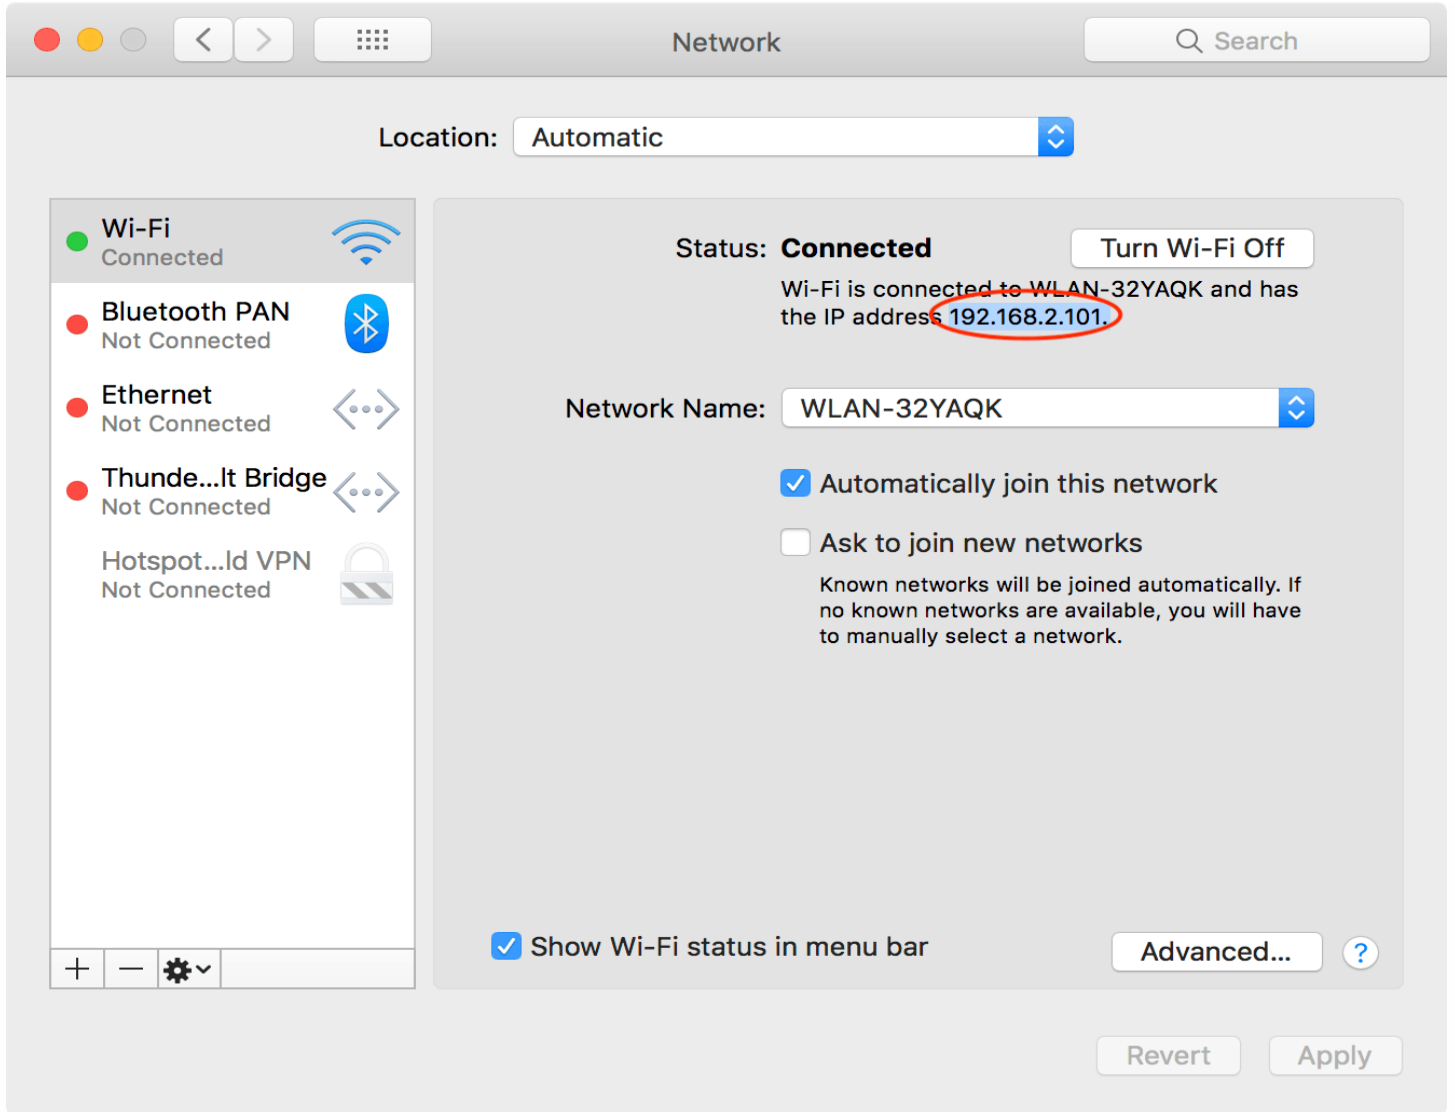 Network
Search
Location: Automatic
Wi-Fi
Connected
Bluetooth PAN
Not Connected
Ethernet
Not Connected
Thunde...lt Bridge
Not Connected
Hotspot...ld VPN
Not Connected
Status: Connected
Turn Wi-Fi Off
Wi-Fi is connected to WLAN-32YAQK and has
the IP address 192.168.2.101.
Network Name: WLAN-32YAQK
Automatically join this network
Ask to join new networks
Known networks will be joined automatically. If
no known networks are available, you will have
to manually select a network.
Show Wi-Fi status in menu bar
Advanced...
?
Revert
Apply